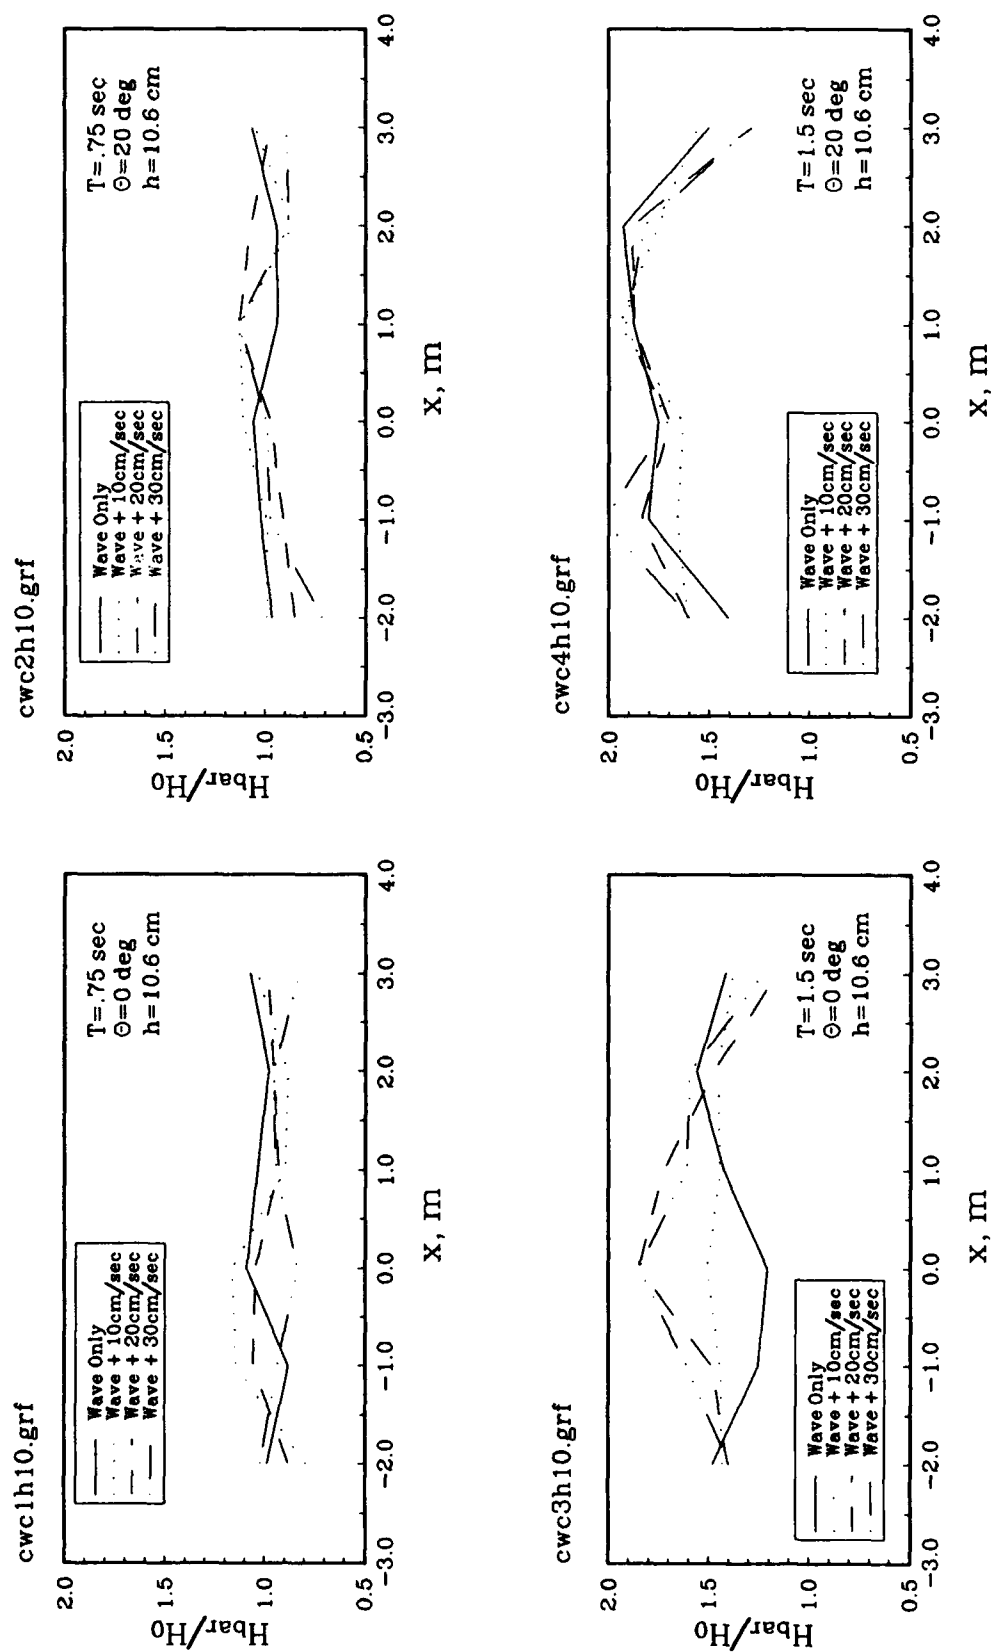 cwc1h10.grf
Hbar/Ho
2.0
1.5
1.0
0.5
Wave Only
Wave + 10cm/sec
Wave + 20cm/sec
Wave + 30cm/sec
T=.75 sec
Θ=0 deg
h=10.6 cm
-3.0 -2.0 -1.0 0.0 1.0 2.0 3.0 4.0
x, m
cwc2h10.grf
Hbar/Ho
2.0
1.5
1.0
0.5
Wave Only
Wave + 10cm/sec
Wave + 20cm/sec
Wave + 30cm/sec
T=.75 sec
Θ=20 deg
h=10.6 cm
-3.0 -2.0 -1.0 0.0 1.0 2.0 3.0 4.0
x, m
cwc3h10.grf
Hbar/Ho
2.0
1.5
1.0
0.5
Wave Only
Wave + 10cm/sec
Wave + 20cm/sec
Wave + 30cm/sec
T=1.5 sec
Θ=0 deg
h=10.6 cm
-3.0 -2.0 -1.0 0.0 1.0 2.0 3.0 4.0
x, m
cwc4h10.grf
Hbar/Ho
2.0
1.5
1.0
0.5
Wave Only
Wave + 10cm/sec
Wave + 20cm/sec
Wave + 30cm/sec
T=1.5 sec
Θ=20 deg
h=10.6 cm
-3.0 -2.0 -1.0 0.0 1.0 2.0 3.0 4.0
x, m